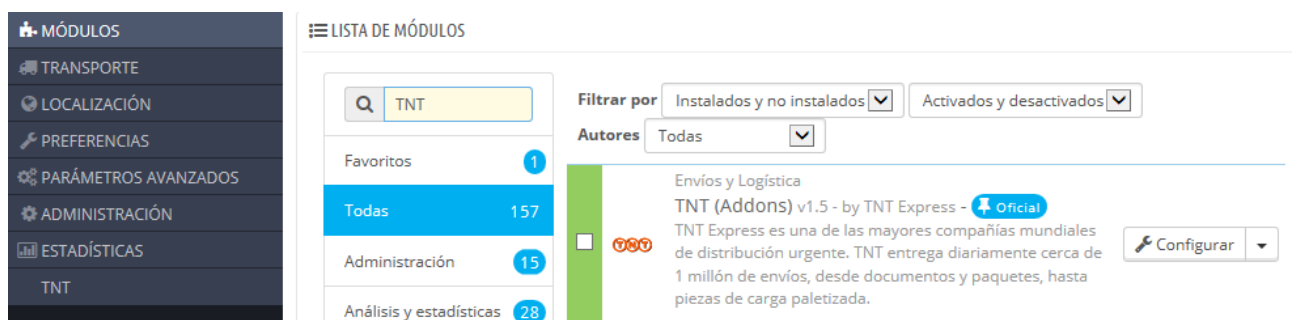 MÓDULOS
TRANSPORTE
LOCALIZACIÓN
PREFERENCIAS
PARÁMETROS AVANZADOS
ADMINISTRACIÓN
ESTADÍSTICAS
TNT
LISTA DE MÓDULOS
TNT
Favoritos 1
Todas 157
Administración 15
Análisis y estadísticas 28
Filtrar por Instalados y no instalados Activados y desactivados
Autores Todas
Envíos y Logística
TNT (Addons) v1.5 - by TNT Express - Oficial
TNT
TNT Express es una de las mayores compañías mundiales
de distribución urgente. TNT entrega diariamente cerca de
1 millón de envíos, desde documentos y paquetes, hasta
piezas de carga paletizada.
Configurar